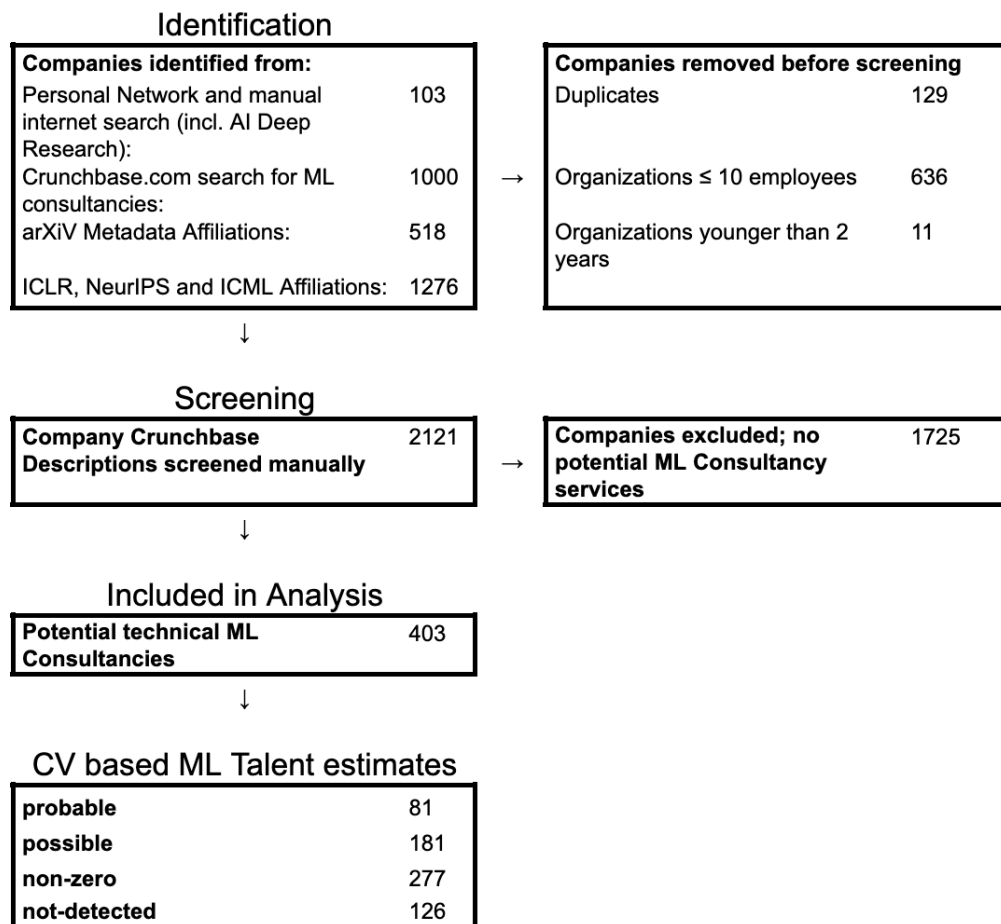 Identification
Companies identified from:
Personal Network and manual 103
internet search (incl. AI Deep
Research):
Crunchbase.com search for ML 1000
consultancies:
arXiV Metadata Affiliations: 518
ICLR, NeurIPS and ICML Affiliations: 1276
→
Companies removed before screening
Duplicates 129
Organizations ≤ 10 employees 636
Organizations younger than 2 11
years
↓
Screening
Company Crunchbase 2121
Descriptions screened manually
→
Companies excluded; no 1725
potential ML Consultancy
services
↓
Included in Analysis
Potential technical ML 403
Consultancies
↓
CV based ML Talent estimates
probable 81
possible 181
non-zero 277
not-detected 126